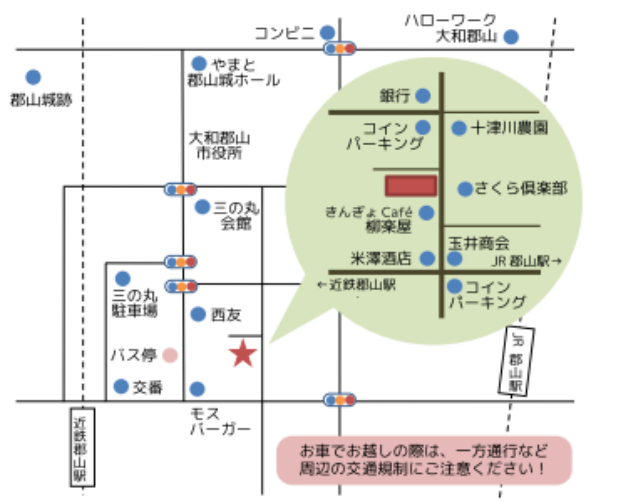 コンビニ
ハローワーク
大和郡山
やまと
郡山城ホール
郡山城跡
大和郡山
市役所
銀行
コイン
パーキング
十津川農園
さくら倶楽部
きんぎょ Café
柳楽屋
玉井商会
米澤酒店
JR 郡山駅→
←近鉄郡山駅
コイン
パーキング
三の丸
会館
三の丸
駐車場
西友
バス停
交番
モス
バーガー
JR 郡山駅
近鉄郡山駅
お車でお越しの際は、一方通行など
周辺の交通規制にご注意ください！